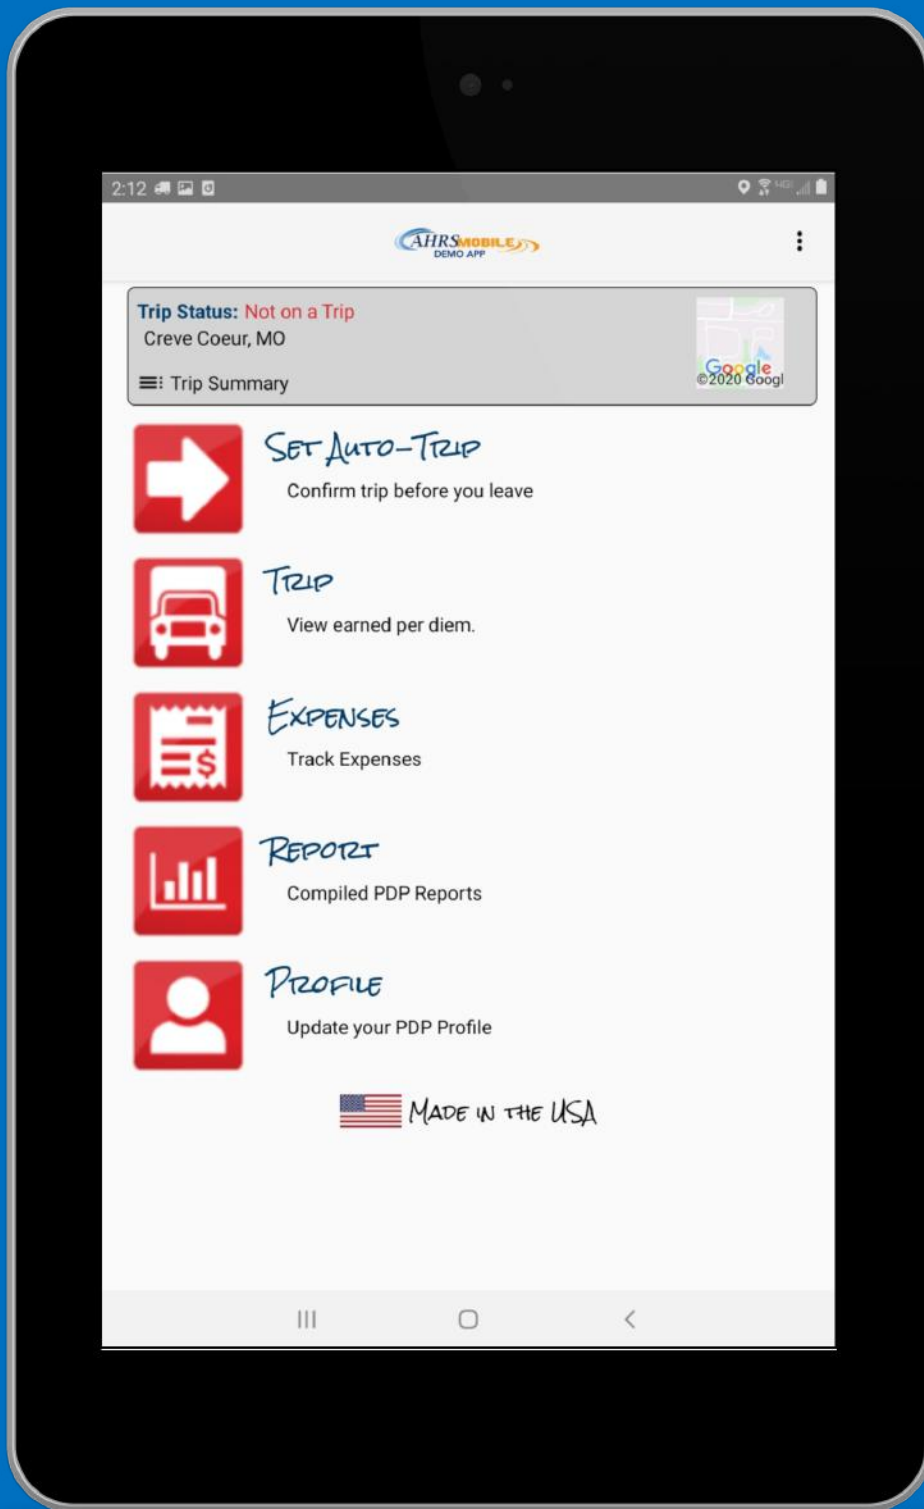 2:12
AHRSMOBILE
DEMO APP
Trip Status: Not on a Trip
Creve Coeur, MO
Trip Summary
Google
©2020 Googl
SET AUTO-TRIP
Confirm trip before you leave
TRIP
View earned per diem.
EXPENSES
Track Expenses
$
REPORT
Compiled PDP Reports
PROFILE
Update your PDP Profile
MADE IN THE USA